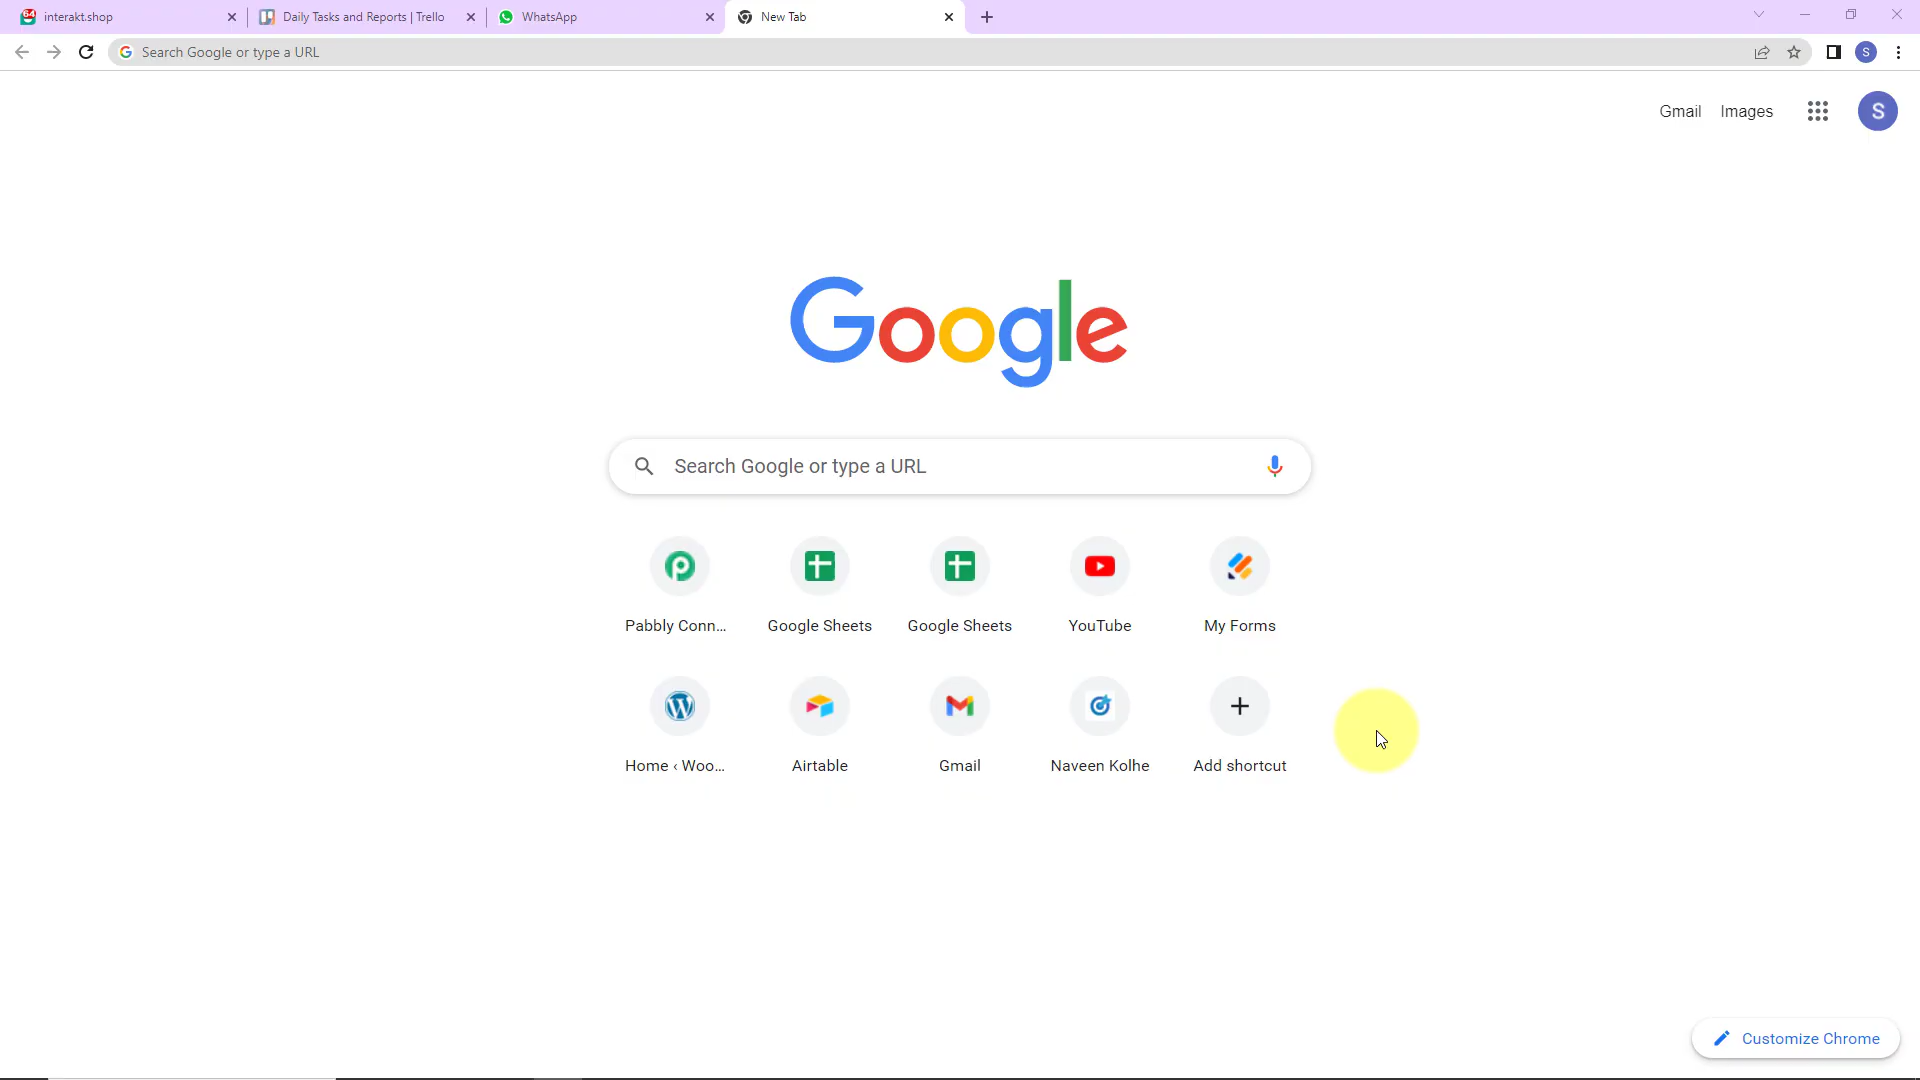 64 interakt.shop
Daily Tasks and Reports | Trello
WhatsApp
New Tab
Search Google or type a URL
S
Gmail Images S
Google
Search Google or type a URL
Pabbly Conn... Google Sheets Google Sheets YouTube My Forms
Home ‹ Woo... Airtable Gmail Naveen Kolhe Add shortcut
Customize Chrome